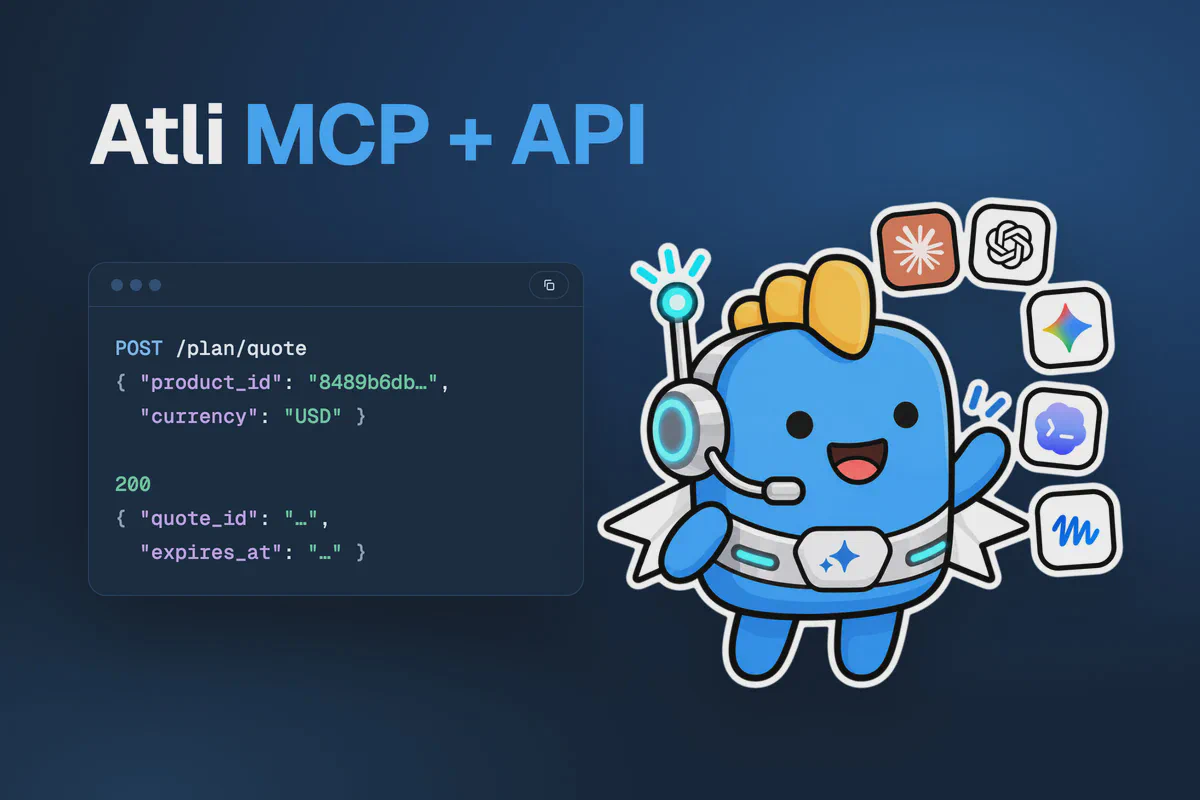 Atli MCP + API
POST /plan/quote
{ "product_id": "8489b6db…",
"currency": "USD" }
200
{ "quote_id": "…",
"expires_at": "…" }